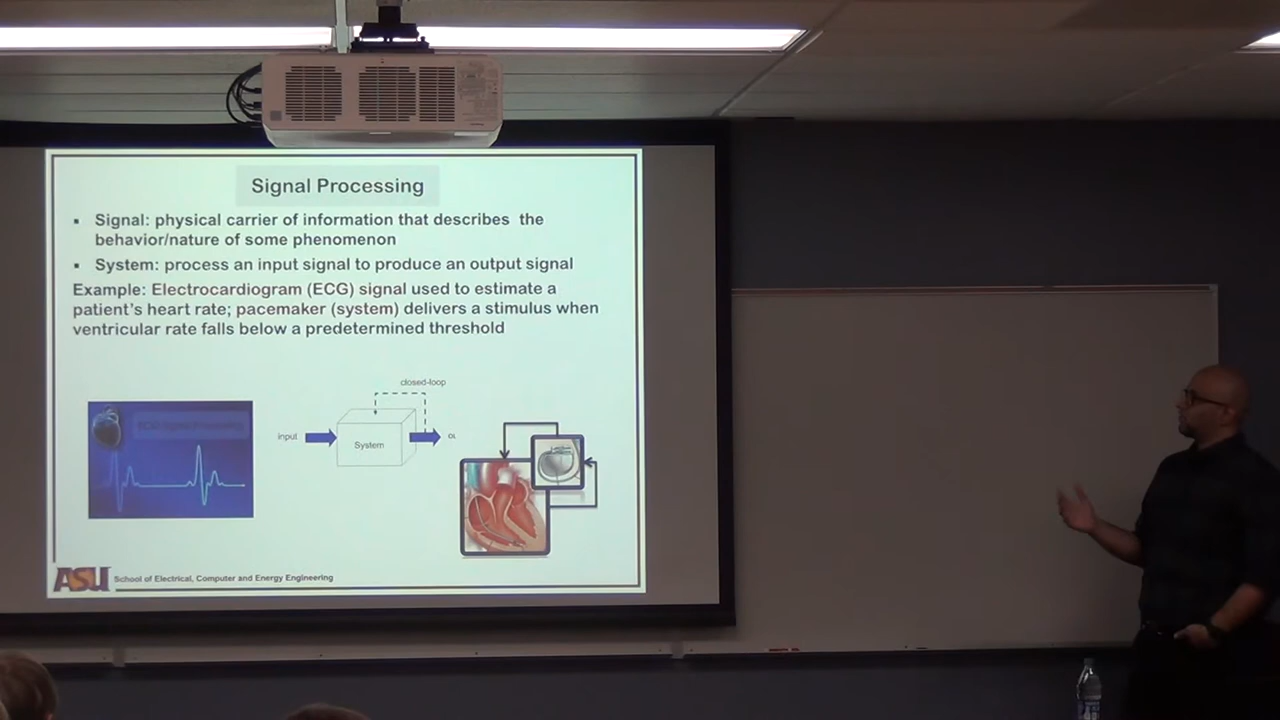 Signal Processing
▪ Signal: physical carrier of information that describes the
behavior/nature of some phenomenon
▪ System: process an input signal to produce an output signal
Example: Electrocardiogram (ECG) signal used to estimate a
patient's heart rate; pacemaker (system) delivers a stimulus when
ventricular rate falls below a predetermined threshold
closed-loop
ECG Signal Processing
input
System
ASU School of Electrical, Computer and Energy Engineering